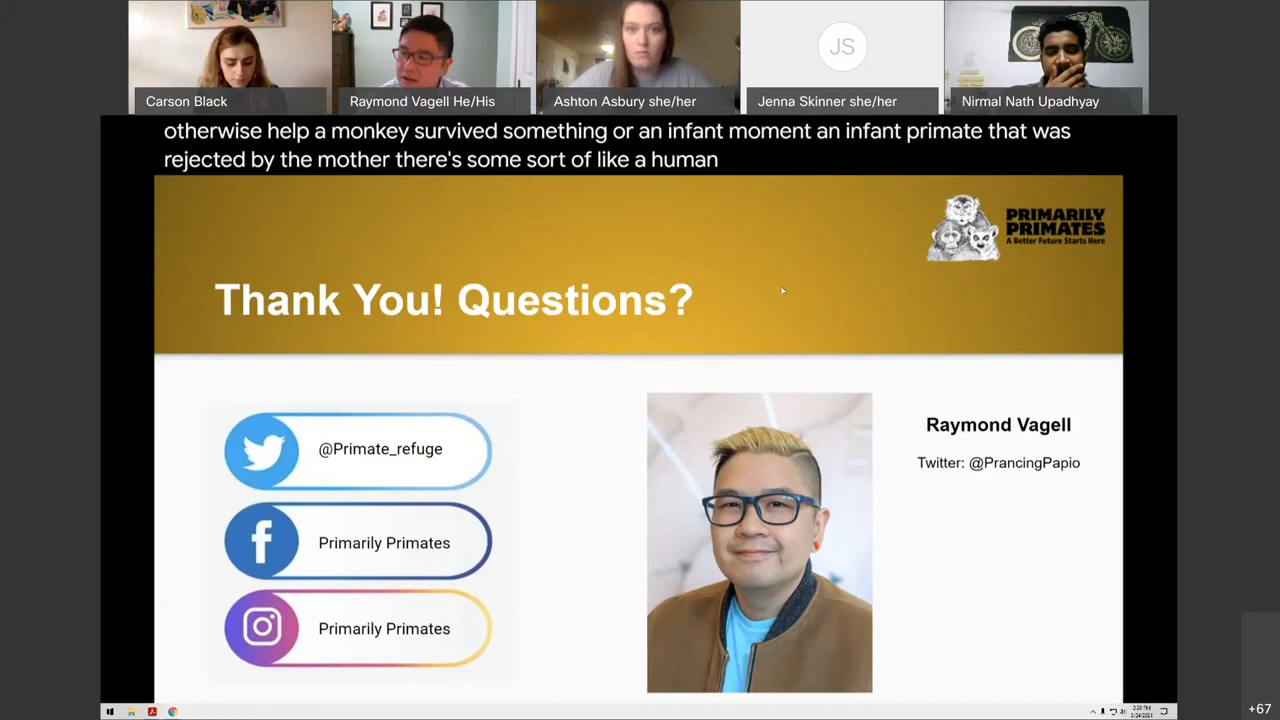 JS
Carson Black
Raymond Vagell He/His
Ashton Asbury she/her
Jenna Skinner she/her
Nirmal Nath Upadhyay
otherwise help a monkey survived something or an infant moment an infant primate that was
rejected by the mother there's some sort of like a human
PRIMARILY
PRIMATES
A Better Future Starts Here
Thank You! Questions?
@Primate_refuge
Primarily Primates
Primarily Primates
Raymond Vagell
Twitter: @PrancingPapio
+67